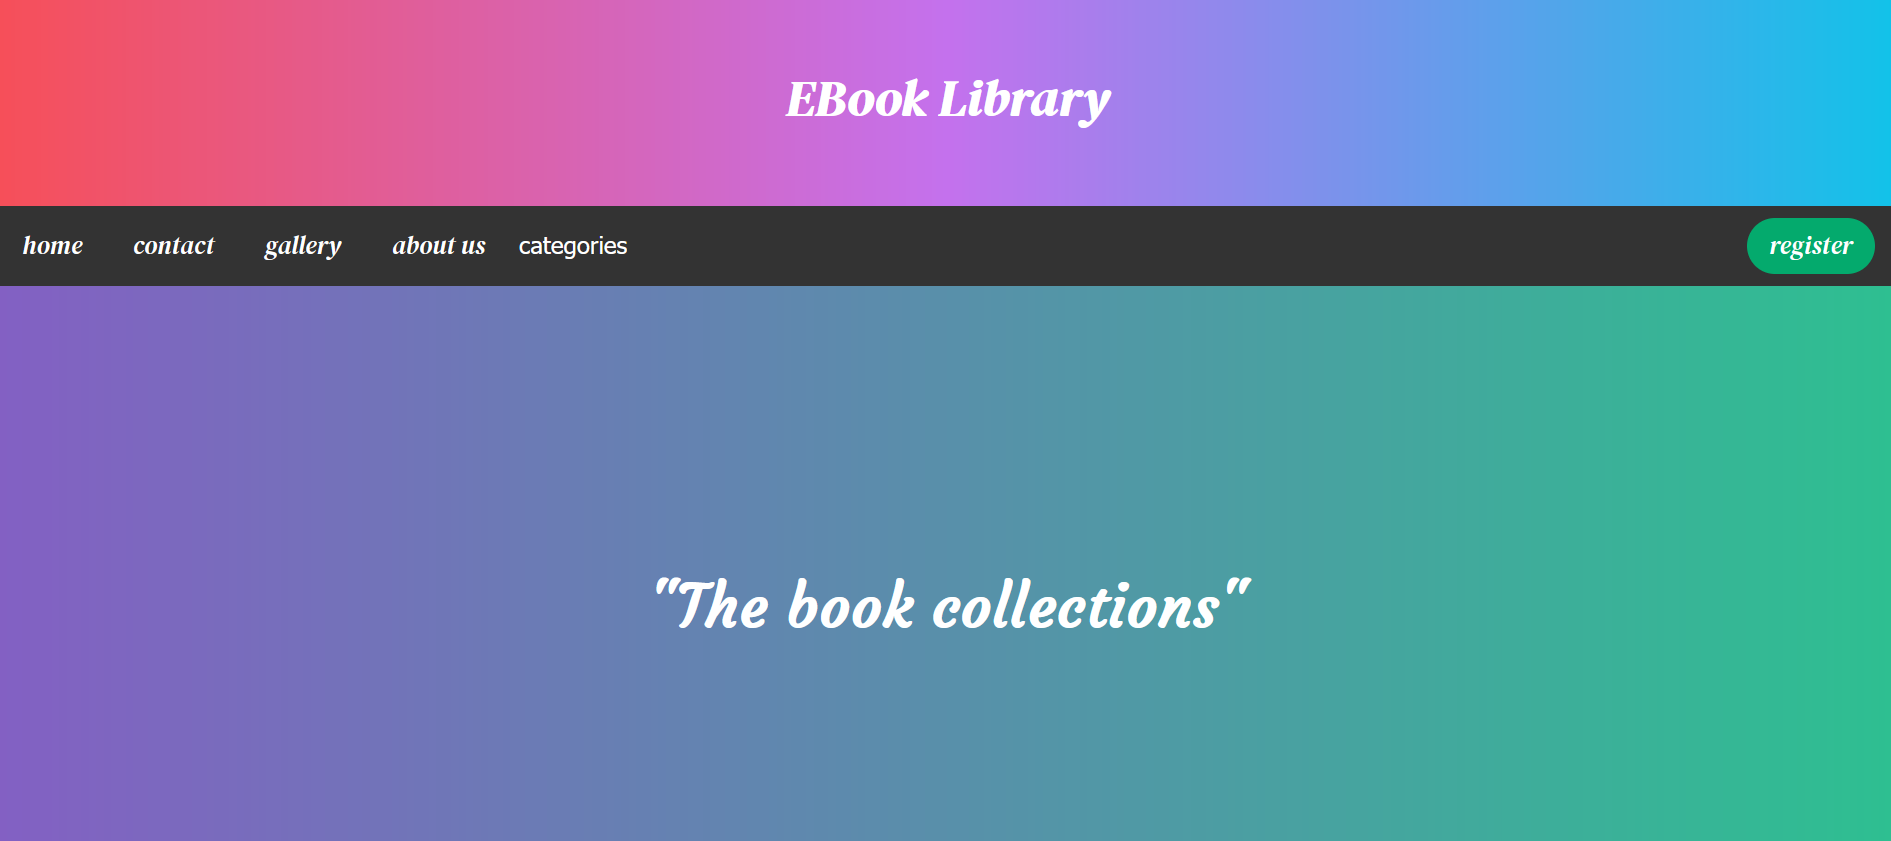 EBook Library
home contact gallery about us categories register
"The book collections"